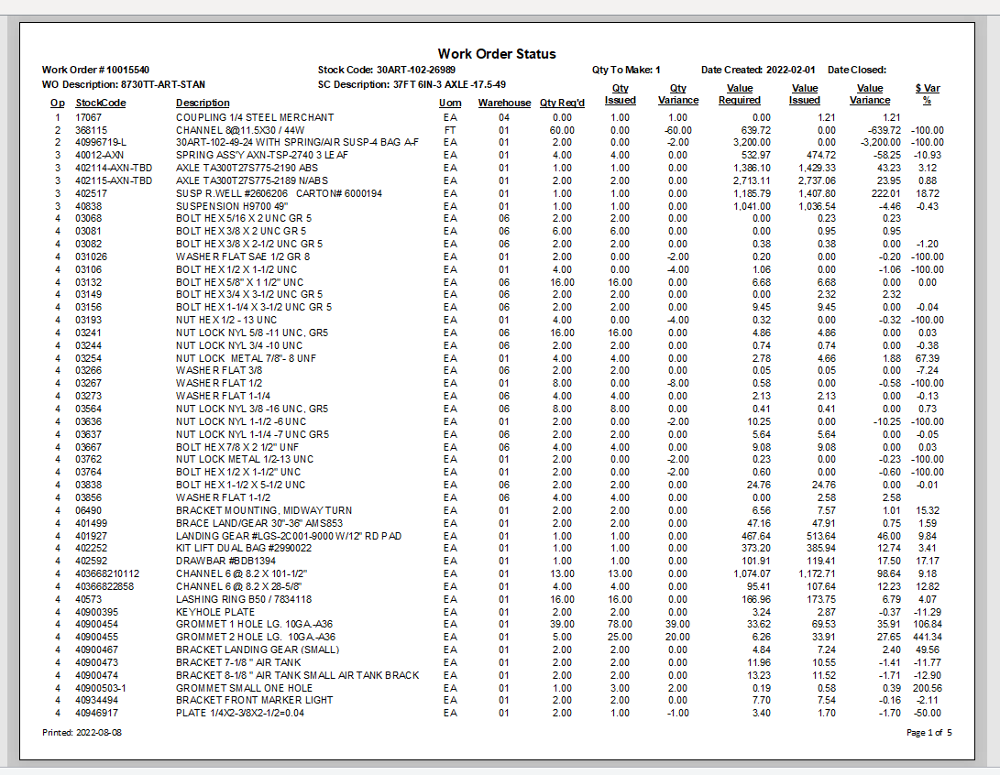 Work Order Status
Work Order # 10015540 Stock Code: 30ART-102-26989 Qty To Make: 1 Date Created: 2022-02-01 Date Closed:
WO Description: 8730TT-ART-STAN SC Description: 37FT 6IN-3 AXLE -17.5-49
Op StockCode Description Uom Warehouse Qty Req'd Qty Issued Qty Variance Value Required Value Issued Value Variance $ Var %
1 17067 COUPLING 1/4 STEEL MERCHANT EA 04 0.00 1.00 1.00 0.00 1.21 1.21
2 368115 CHANNEL 8@11.5X30 / 44W FT 01 60.00 0.00 -60.00 639.72 0.00 -639.72 -100.00
2 40996719-L 30ART-102-49-24 WITH SPRING/AIR SUSP-4 BAG A-F EA 01 2.00 0.00 -2.00 3,200.00 0.00 -3,200.00 -100.00
3 40012-AXN SPRING ASS'Y AXN-TSP-2740 3 LEAF EA 01 4.00 4.00 0.00 532.97 474.72 -58.25 -10.93
3 402114-AXN-TBD AXLE TA300T27S775-2190 ABS EA 01 1.00 1.00 0.00 1,386.10 1,429.33 43.23 3.12
3 402115-AXN-TBD AXLE TA300T27S775-2189 N/ABS EA 01 2.00 2.00 0.00 2,713.11 2,737.06 23.95 0.88
3 402517 SUSP R.WELL #2606206 CARTON# 6000194 EA 01 1.00 1.00 0.00 1,185.79 1,407.80 222.01 18.72
3 40838 SUSPENSION H9700 49" EA 01 1.00 1.00 0.00 1,041.00 1,036.54 -4.46 -0.43
4 03068 BOLT HEX 5/16 X 2 UNC GR 5 EA 06 2.00 2.00 0.00 0.00 0.23 0.23
4 03081 BOLT HEX 3/8 X 2 UNC GR 5 EA 06 6.00 6.00 0.00 0.00 0.95 0.95
4 03082 BOLT HEX 3/8 X 2-1/2 UNC GR 5 EA 06 2.00 2.00 0.00 0.38 0.38 0.00 -1.20
4 031026 WASHER FLAT SAE 1/2 GR 8 EA 01 2.00 0.00 -2.00 0.20 0.00 -0.20 -100.00
4 03106 BOLT HEX 1/2 X 1-1/2 UNC EA 01 4.00 0.00 -4.00 1.06 0.00 -1.06 -100.00
4 03132 BOLT HEX 5/8" X 1 1/2" UNC EA 06 16.00 16.00 0.00 6.68 6.68 0.00 0.00
4 03149 BOLT HEX 3/4 X 3-1/2 UNC GR 5 EA 06 2.00 2.00 0.00 0.00 2.32 2.32
4 03156 BOLT HEX 1-1/4 X 3-1/2 UNC GR 5 EA 06 2.00 2.00 0.00 9.45 9.45 0.00 -0.04
4 03193 NUT HEX 1/2 - 13 UNC EA 01 4.00 0.00 -4.00 0.32 0.00 -0.32 -100.00
4 03241 NUT LOCK NYL 5/8 -11 UNC, GR5 EA 06 16.00 16.00 0.00 4.86 4.86 0.00 0.03
4 03244 NUT LOCK NYL 3/4 -10 UNC EA 06 2.00 2.00 0.00 0.74 0.74 0.00 -0.38
4 03254 NUT LOCK METAL 7/8"- 8 UNF EA 01 4.00 4.00 0.00 2.78 4.66 1.88 67.39
4 03266 WASHER FLAT 3/8 EA 06 2.00 2.00 0.00 0.05 0.05 0.00 -7.24
4 03267 WASHER FLAT 1/2 EA 01 8.00 0.00 -8.00 0.58 0.00 -0.58 -100.00
4 03273 WASHER FLAT 1-1/4 EA 06 4.00 4.00 0.00 2.13 2.13 0.00 -0.13
4 03564 NUT LOCK NYL 3/8 -16 UNC, GR5 EA 06 8.00 8.00 0.00 0.41 0.41 0.00 0.73
4 03636 NUT LOCK NYL 1-1/2 -6 UNC EA 01 2.00 0.00 -2.00 10.25 0.00 -10.25 -100.00
4 03637 NUT LOCK NYL 1-1/4 -7 UNC GR5 EA 06 2.00 2.00 0.00 5.64 5.64 0.00 -0.05
4 03667 BOLT HEX 7/8 X 2 1/2" UNF EA 06 4.00 4.00 0.00 9.08 9.08 0.00 0.03
4 03762 NUT LOCK METAL 1/2-13 UNC EA 01 2.00 0.00 -2.00 0.23 0.00 -0.23 -100.00
4 03764 BOLT HEX 1/2 X 1-1/2" UNC EA 01 2.00 0.00 -2.00 0.60 0.00 -0.60 -100.00
4 03838 BOLT HEX 1-1/2 X 5-1/2 UNC EA 06 2.00 2.00 0.00 24.76 24.76 0.00 -0.01
4 03856 WASHER FLAT 1-1/2 EA 06 4.00 4.00 0.00 0.00 2.58 2.58
4 06490 BRACKET MOUNTING, MIDWAY TURN EA 01 2.00 2.00 0.00 6.56 7.57 1.01 15.32
4 401499 BRACE LAND/GEAR 30"-36" AMS853 EA 01 2.00 2.00 0.00 47.16 47.91 0.75 1.59
4 401927 LANDING GEAR #LGS-2C001-9000 W/12" RD PAD EA 01 1.00 1.00 0.00 467.64 513.64 46.00 9.84
4 402252 KIT LIFT DUAL BAG #2990022 EA 01 1.00 1.00 0.00 373.20 385.94 12.74 3.41
4 402592 DRAWBAR #BDB1394 EA 01 1.00 1.00 0.00 101.91 119.41 17.50 17.17
4 403668210112 CHANNEL 6 @ 8.2 X 101-1/2" EA 01 13.00 13.00 0.00 1,074.07 1,172.71 98.64 9.18
4 40366822858 CHANNEL 6 @ 8.2 X 28-5/8" EA 01 4.00 4.00 0.00 95.41 107.64 12.23 12.82
4 40573 LASHING RING B50 / 7834118 EA 01 16.00 16.00 0.00 166.96 173.75 6.79 4.07
4 40900395 KEYHOLE PLATE EA 01 2.00 2.00 0.00 3.24 2.87 -0.37 -11.29
4 40900454 GROMMET 1 HOLE LG. 10GA.-A36 EA 01 39.00 78.00 39.00 33.62 69.53 35.91 106.84
4 40900455 GROMMET 2 HOLE LG. 10GA.-A36 EA 01 5.00 25.00 20.00 6.26 33.91 27.65 441.34
4 40900467 BRACKET LANDING GEAR (SMALL) EA 01 2.00 2.00 0.00 4.84 7.24 2.40 49.56
4 40900473 BRACKET 7-1/8 " AIR TANK EA 01 2.00 2.00 0.00 11.96 10.55 -1.41 -11.77
4 40900474 BRACKET 8-1/8 " AIR TANK SMALL AIR TANK BRACK EA 01 2.00 2.00 0.00 13.23 11.52 -1.71 -12.90
4 40900503-1 GROMMET SMALL ONE HOLE EA 01 1.00 3.00 2.00 0.19 0.58 0.39 200.56
4 40934494 BRACKET FRONT MARKER LIGHT EA 01 2.00 2.00 0.00 7.70 7.54 -0.16 -2.11
4 40946917 PLATE 1/4X2-3/8X2-1/2=0.04 EA 01 2.00 1.00 -1.00 3.40 1.70 -1.70 -50.00
Printed: 2022-08-08 Page 1 of 5